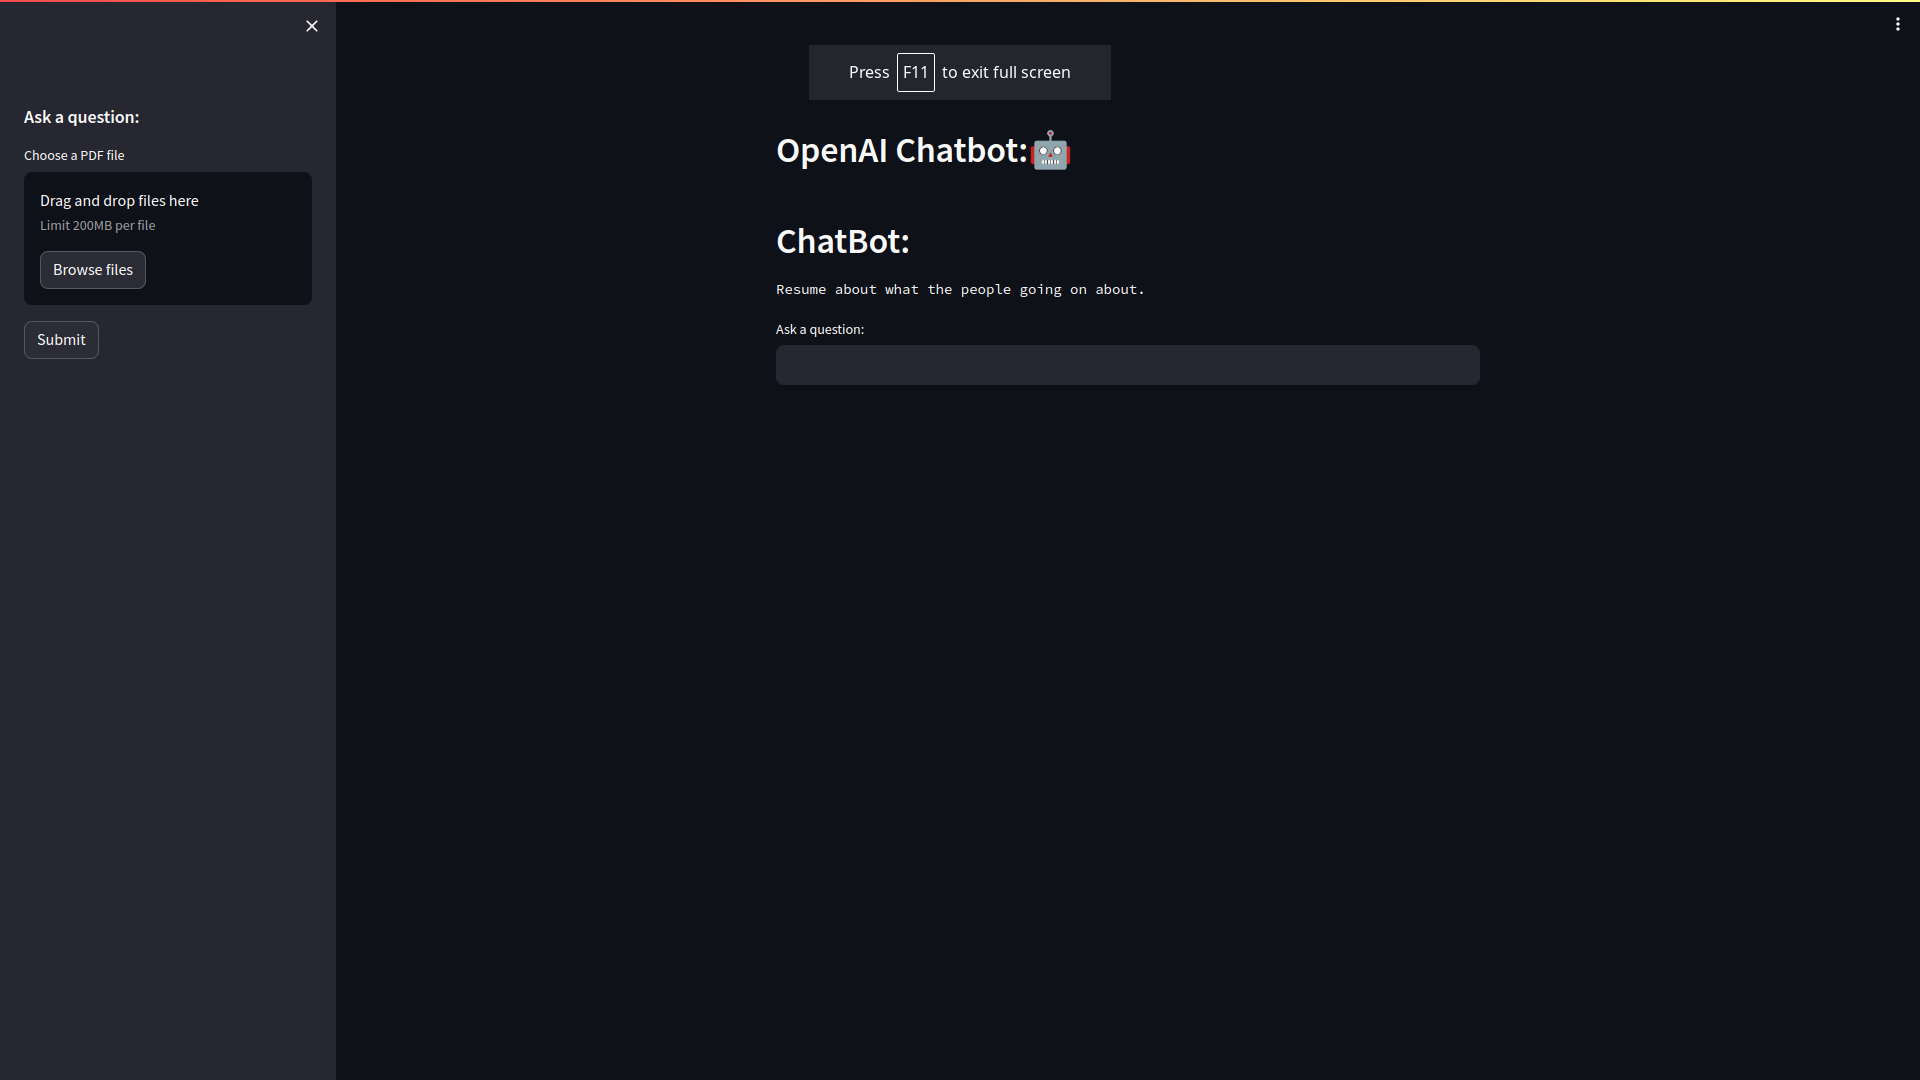 Ask a question:
Choose a PDF file
Drag and drop files here
Limit 200MB per file
Browse files
Submit
Press F11 to exit full screen
OpenAI Chatbot:🤖
ChatBot:
Resume about what the people going on about.
Ask a question: